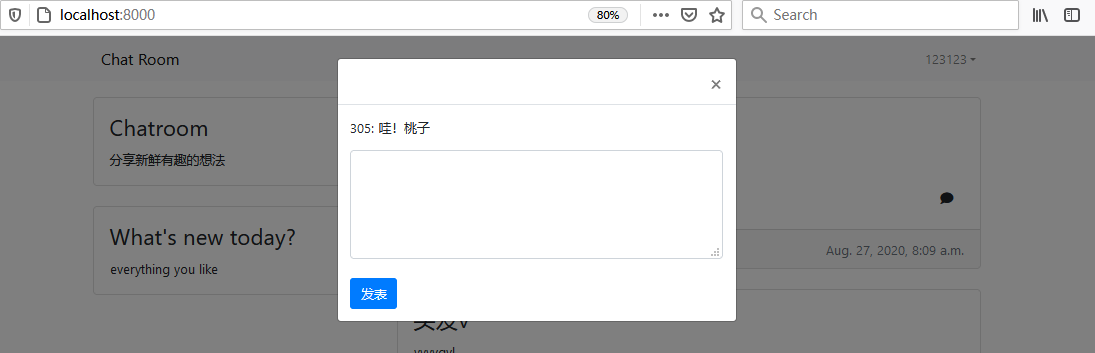 localhost:8000
80%
Search
Chat Room
123123
×
Chatroom
分享新鲜有趣的想法
305: 哇！桃子
What's new today?
everything you like
Aug. 27, 2020, 8:09 a.m.
发表